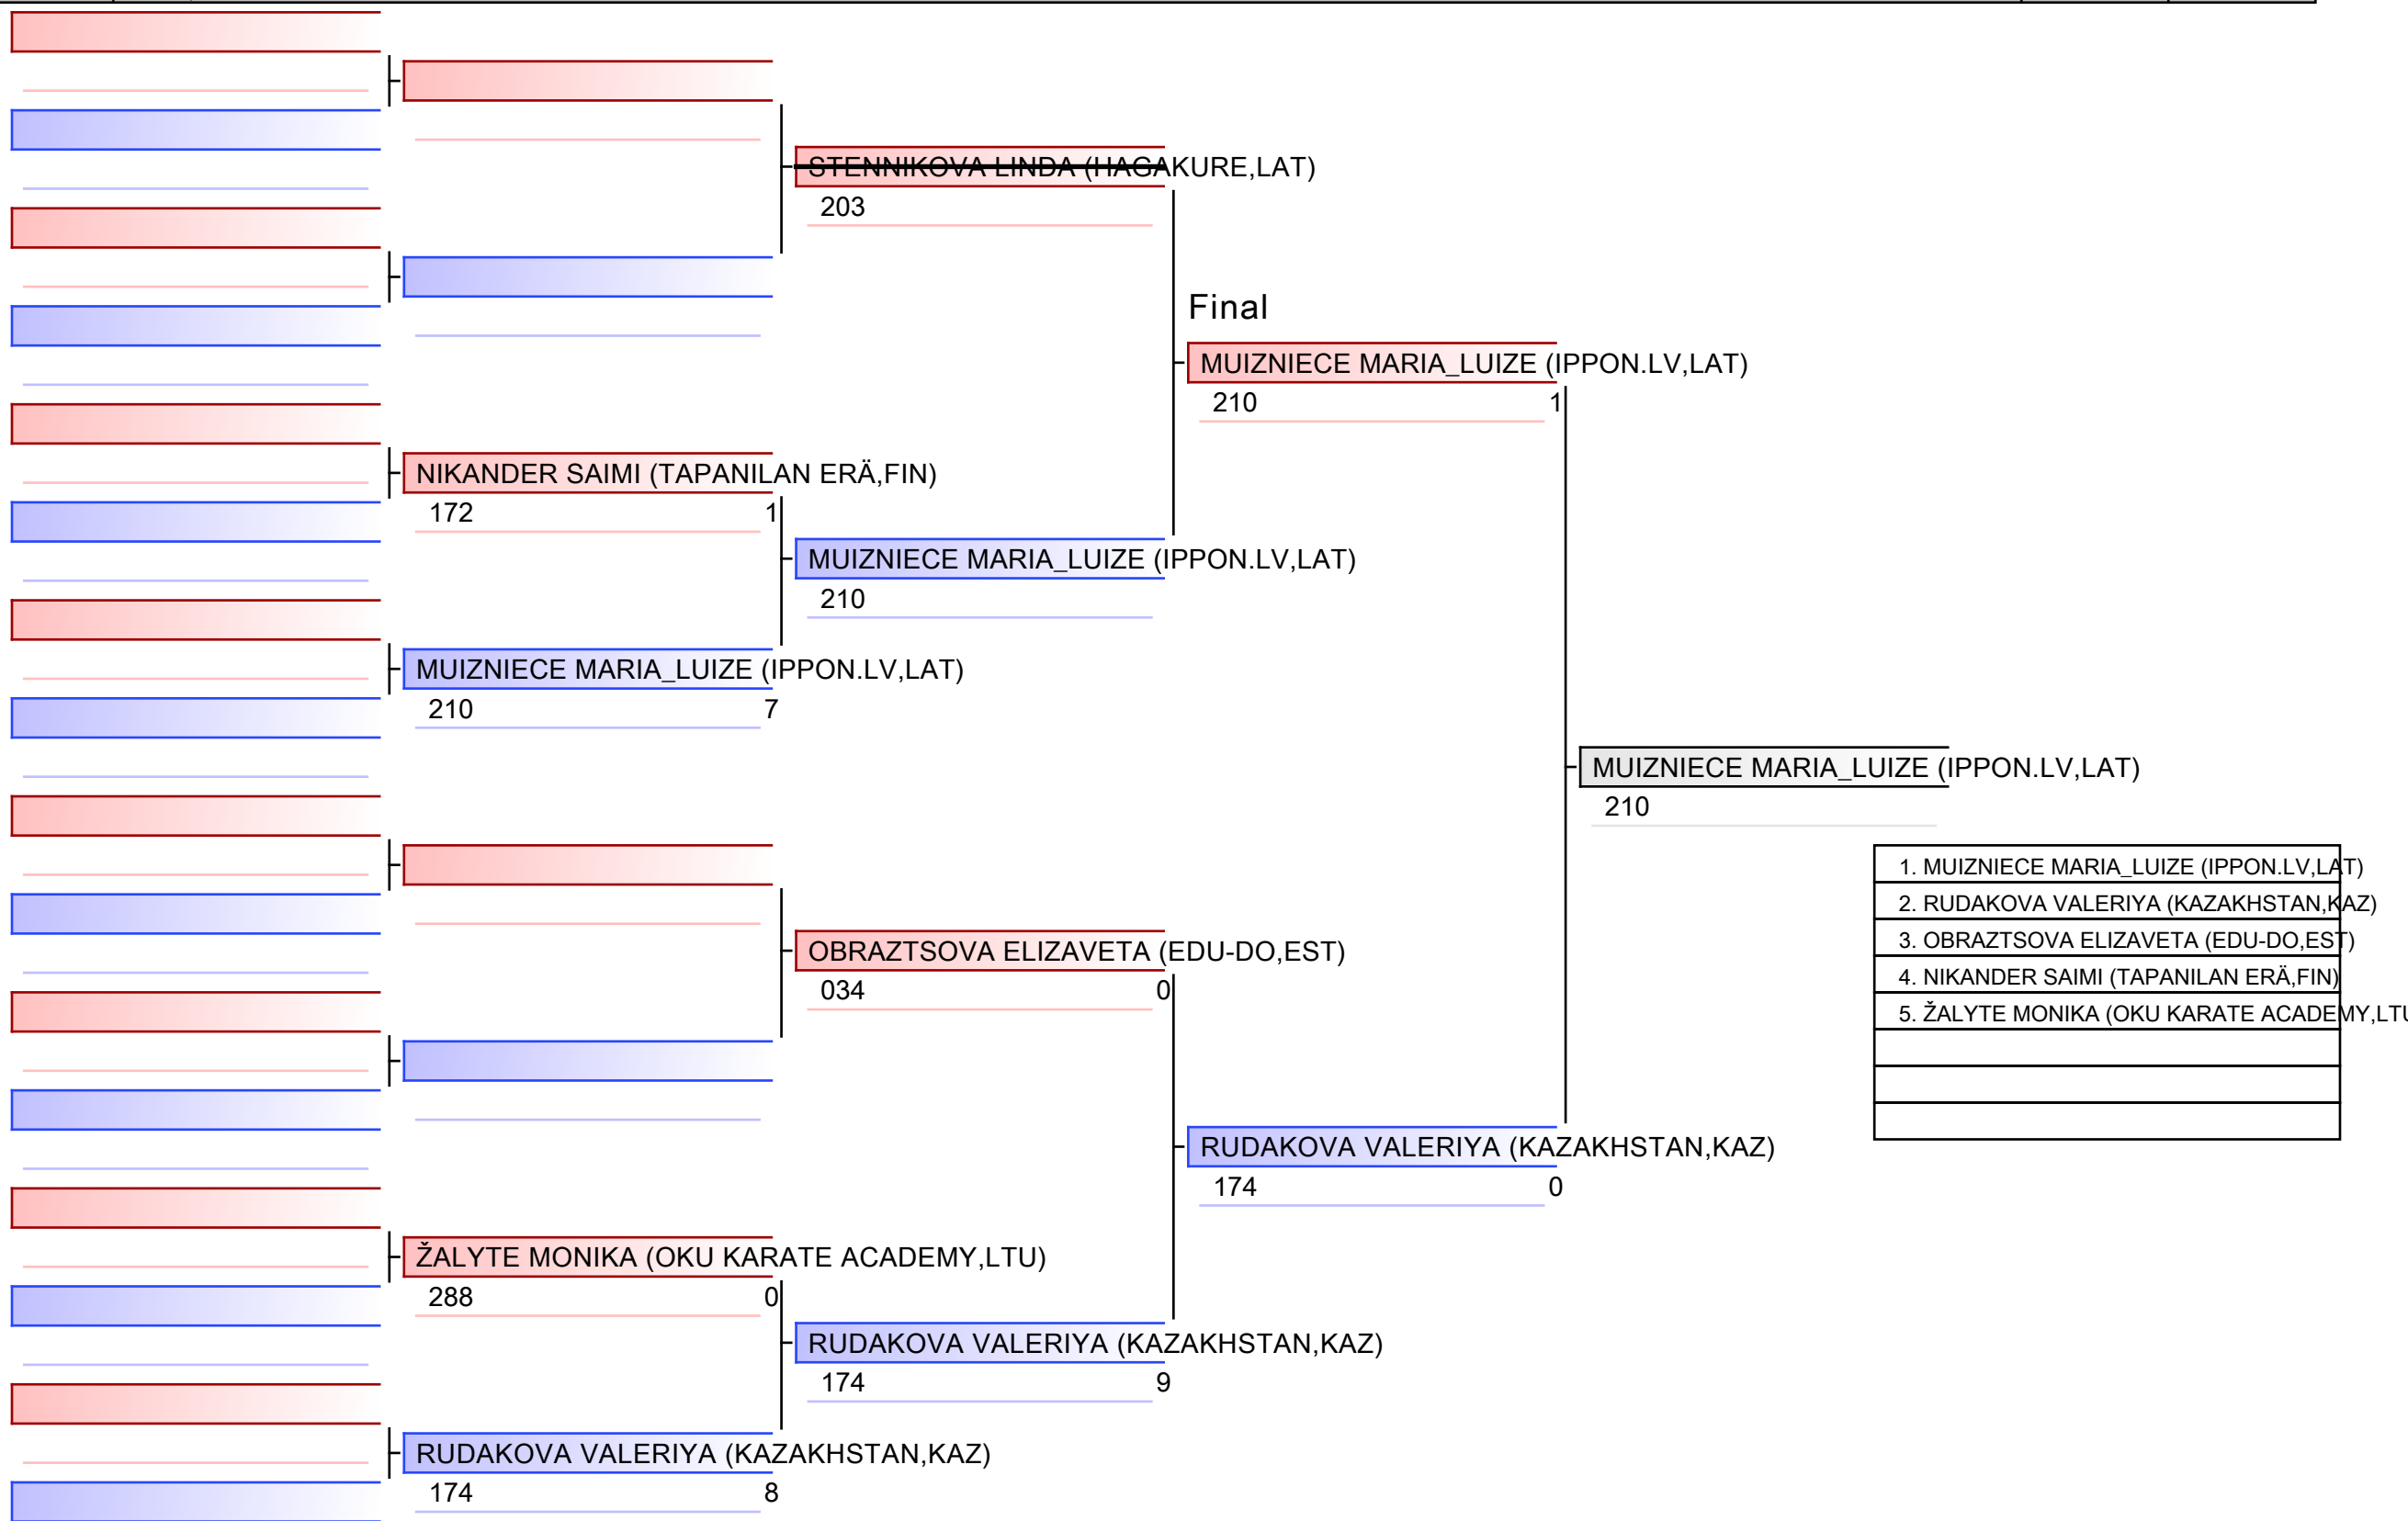 STENNIKOVA LINDA (HAGAKURE,LAT)
203
Final
MUIZNIECE MARIA_LUIZE (IPPON.LV,LAT)
210 1
NIKANDER SAIMI (TAPANILAN ERÄ,FIN)
172 1
MUIZNIECE MARIA_LUIZE (IPPON.LV,LAT)
210
MUIZNIECE MARIA_LUIZE (IPPON.LV,LAT)
210 7
MUIZNIECE MARIA_LUIZE (IPPON.LV,LAT)
210
1. MUIZNIECE MARIA_LUIZE (IPPON.LV,LAT)
2. RUDAKOVA VALERIYA (KAZAKHSTAN,KAZ)
3. OBRAZTSOVA ELIZAVETA (EDU-DO,EST)
4. NIKANDER SAIMI (TAPANILAN ERÄ,FIN)
5. ŽALYTE MONIKA (OKU KARATE ACADEMY,LTU
OBRAZTSOVA ELIZAVETA (EDU-DO,EST)
034 0
RUDAKOVA VALERIYA (KAZAKHSTAN,KAZ)
174 0
ŽALYTE MONIKA (OKU KARATE ACADEMY,LTU)
288 0
RUDAKOVA VALERIYA (KAZAKHSTAN,KAZ)
174 9
RUDAKOVA VALERIYA (KAZAKHSTAN,KAZ)
174 8